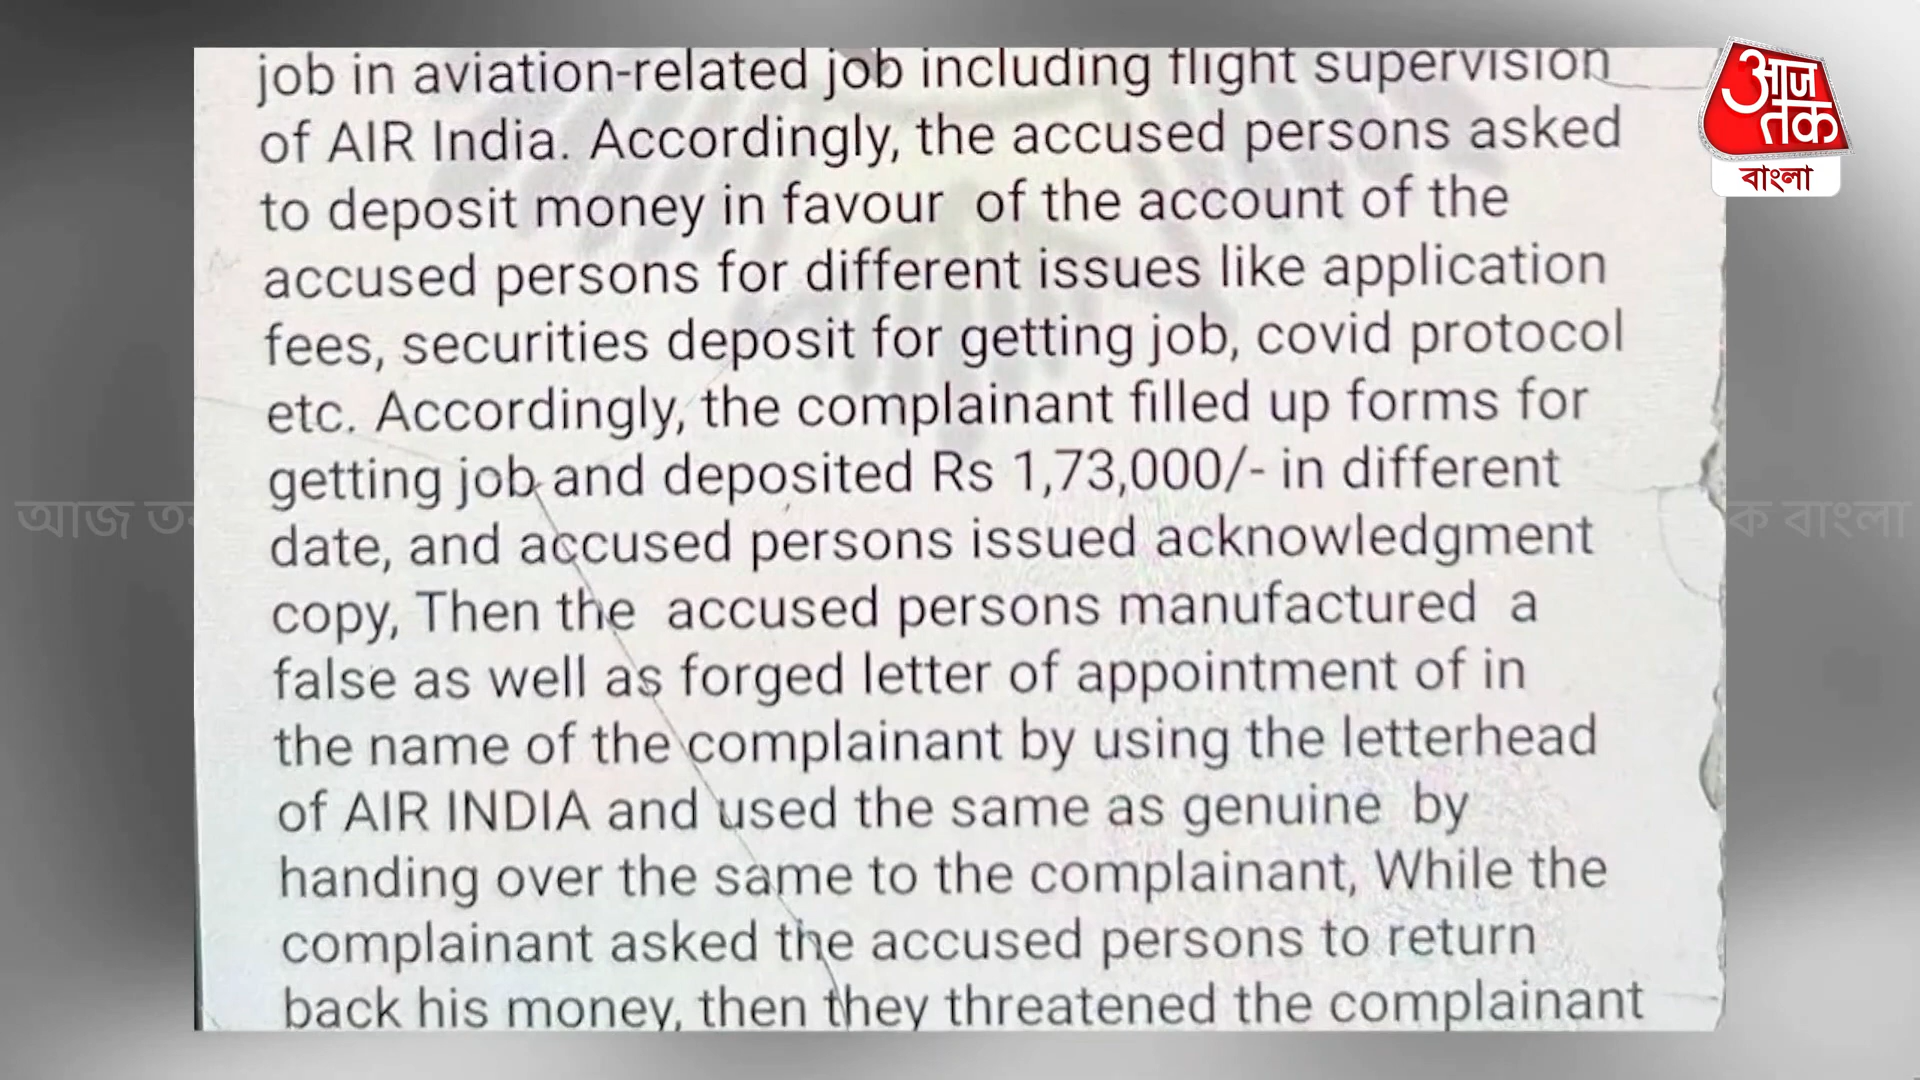 job in aviation-related job including flight supervision
of AIR India. Accordingly, the accused persons asked
to deposit money in favour of the account of the
accused persons for different issues like application
fees, securities deposit for getting job, covid protocol
etc. Accordingly, the complainant filled up forms for
getting job and deposited Rs 1,73,000/- in different
date, and accused persons issued acknowledgment
copy, Then the accused persons manufactured a
false as well as forged letter of appointment of in
the name of the complainant by using the letterhead
of AIR INDIA and used the same as genuine by
handing over the same to the complainant, While the
complainant asked the accused persons to return
back his money, then they threatened the complainant
आज
तक
বাংলা
আজ ত
ক বাংলা